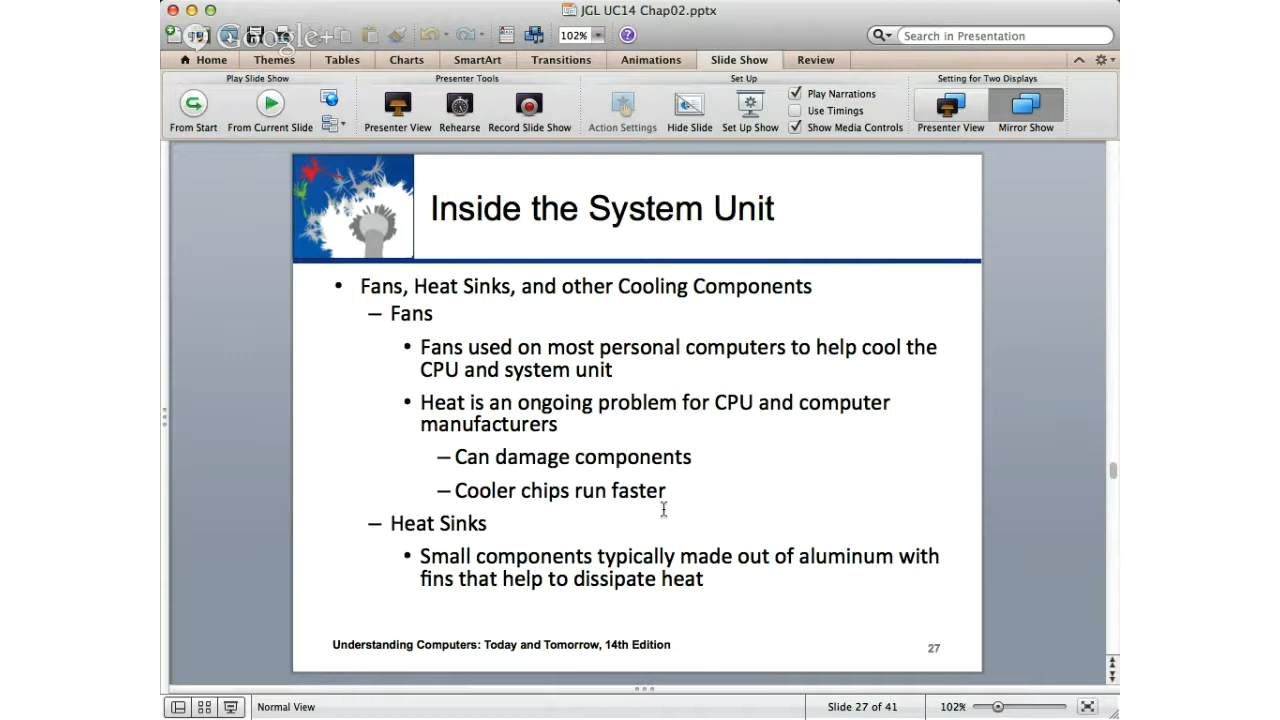 JGL UC14 Chap02.pptx
Google+
102%
Search in Presentation
Home Themes Tables Charts SmartArt Transitions Animations Slide Show Review
Play Slide Show Presenter Tools Set Up Setting for Two Displays
Play Narrations
Use Timings
From Start From Current Slide Presenter View Rehearse Record Slide Show Action Settings Hide Slide Set Up Show Show Media Controls Presenter View Mirror Show
Inside the System Unit
• Fans, Heat Sinks, and other Cooling Components
– Fans
• Fans used on most personal computers to help cool the
CPU and system unit
• Heat is an ongoing problem for CPU and computer
manufacturers
– Can damage components
– Cooler chips run faster
– Heat Sinks
• Small components typically made out of aluminum with
fins that help to dissipate heat
Understanding Computers: Today and Tomorrow, 14th Edition
27
Normal View Slide 27 of 41 102%